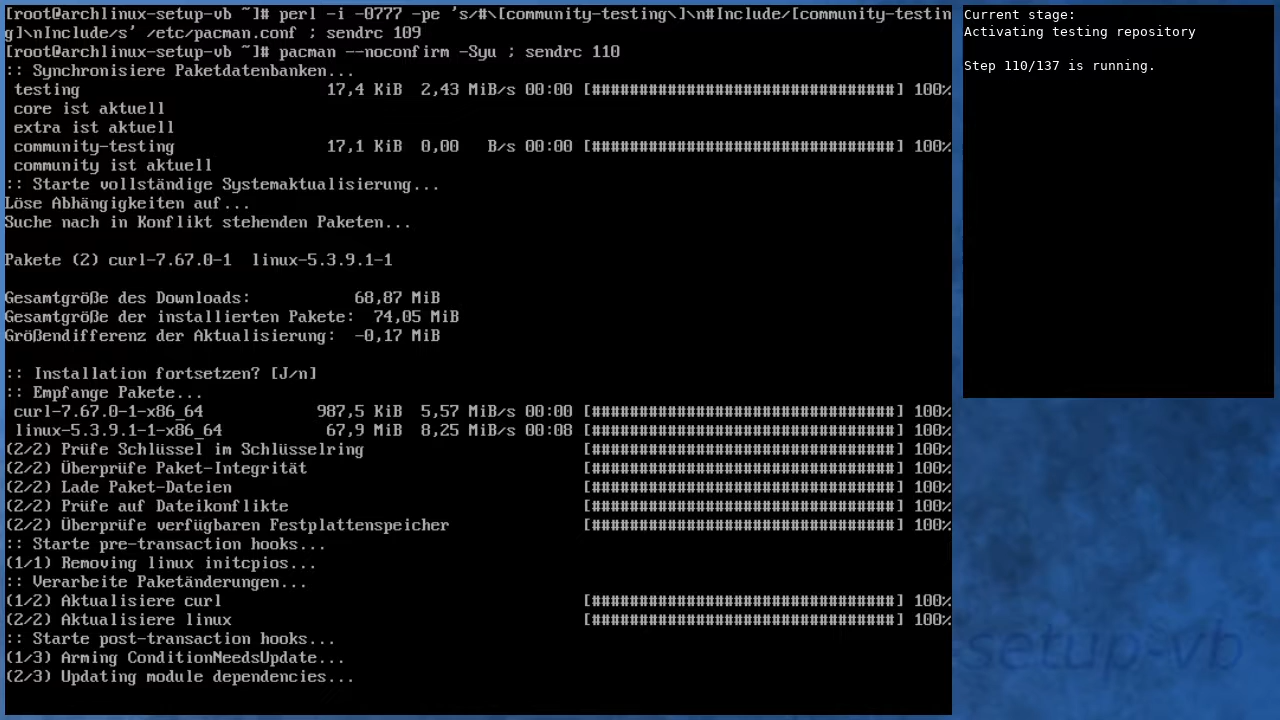 [root@archlinux-setup-vb ~]# perl -i -0777 -pe 's/#\[community-testing\]\n#Include/[community-testin
g]\nInclude/s' /etc/pacman.conf ; sendrc 109
[root@archlinux-setup-vb ~]# pacman --noconfirm -Syu ; sendrc 110
:: Synchronisiere Paketdatenbanken...
 testing                          17,4 KiB  2,43 MiB/s 00:00 [################################] 100%
 core ist aktuell
 extra ist aktuell
 community-testing                17,1 KiB  0,00   B/s 00:00 [################################] 100%
 community ist aktuell
:: Starte vollständige Systemaktualisierung...
Löse Abhängigkeiten auf...
Suche nach in Konflikt stehenden Paketen...

Pakete (2) curl-7.67.0-1  linux-5.3.9.1-1

Gesamtgröße des Downloads:           68,87 MiB
Gesamtgröße der installierten Pakete:  74,05 MiB
Größendifferenz der Aktualisierung:  -0,17 MiB

:: Installation fortsetzen? [J/n]
:: Empfange Pakete...
 curl-7.67.0-1-x86_64            987,5 KiB  5,57 MiB/s 00:00 [################################] 100%
 linux-5.3.9.1-1-x86_64           67,9 MiB  8,25 MiB/s 00:08 [################################] 100%
(2/2) Prüfe Schlüssel im Schlüsselring                       [################################] 100%
(2/2) Überprüfe Paket-Integrität                             [################################] 100%
(2/2) Lade Paket-Dateien                                     [################################] 100%
(2/2) Prüfe auf Dateikonflikte                               [################################] 100%
(2/2) Überprüfe verfügbaren Festplattenspeicher              [################################] 100%
:: Starte pre-transaction hooks...
(1/1) Removing linux initcpios...
:: Verarbeite Paketänderungen...
(1/2) Aktualisiere curl                                      [################################] 100%
(2/2) Aktualisiere linux                                     [################################] 100%
:: Starte post-transaction hooks...
(1/3) Arming ConditionNeedsUpdate...
(2/3) Updating module dependencies...
Current stage:
Activating testing repository

Step 110/137 is running.
setup-vb